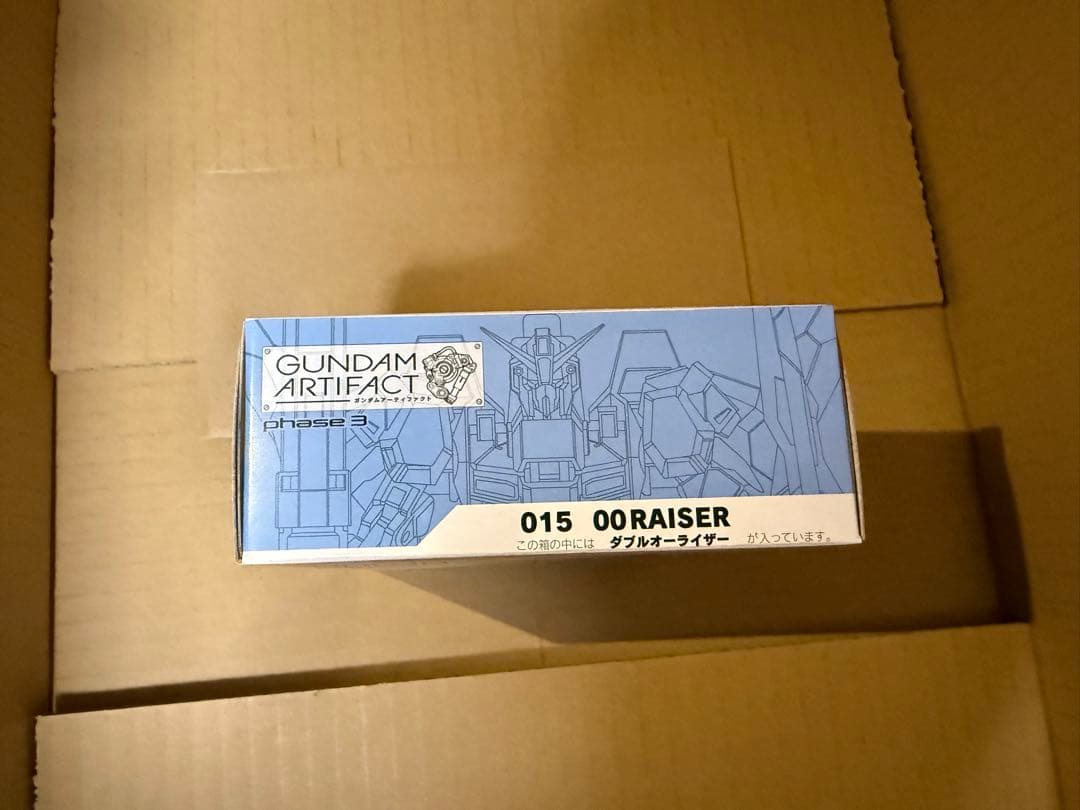 GUNDAM
ARTIFACT
ガンダムアーティファクト
phase 3
015 00RAISER
この箱の中には ダブルオーライザー が入っています。